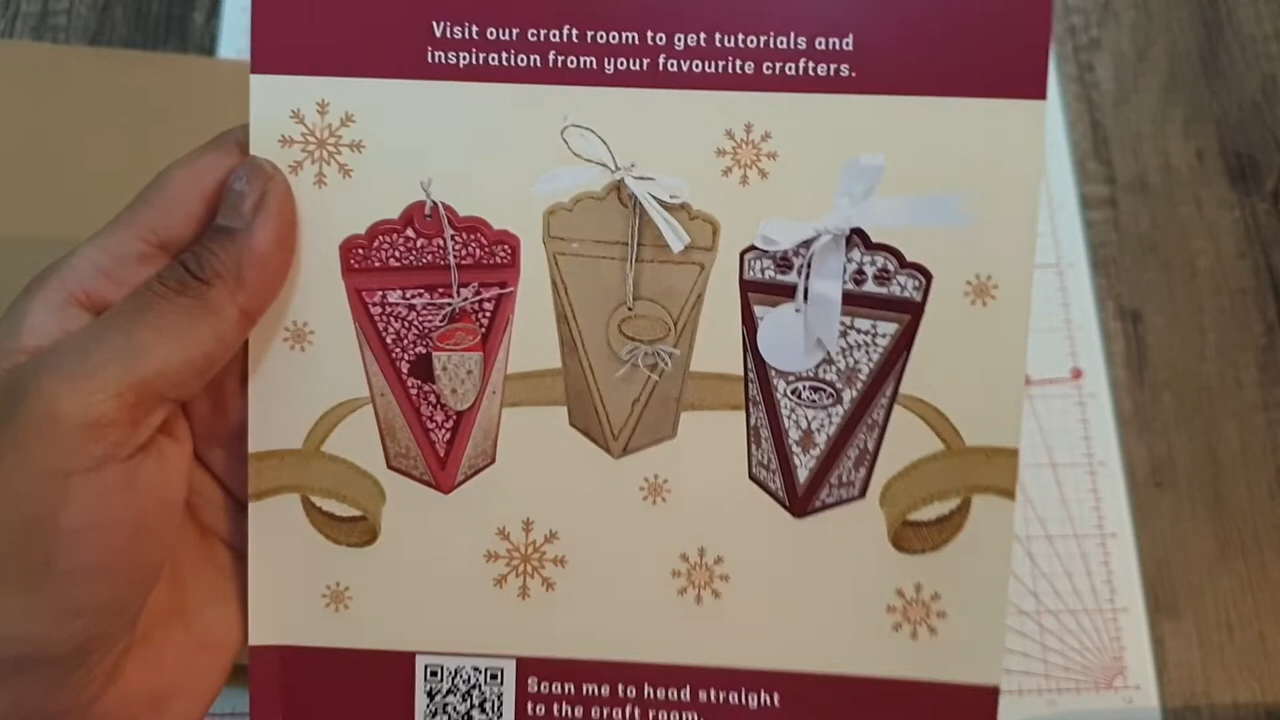 Visit our craft room to get tutorials and
inspiration from your favourite crafters.
Noel
Scan me to head straight
to the craft room.